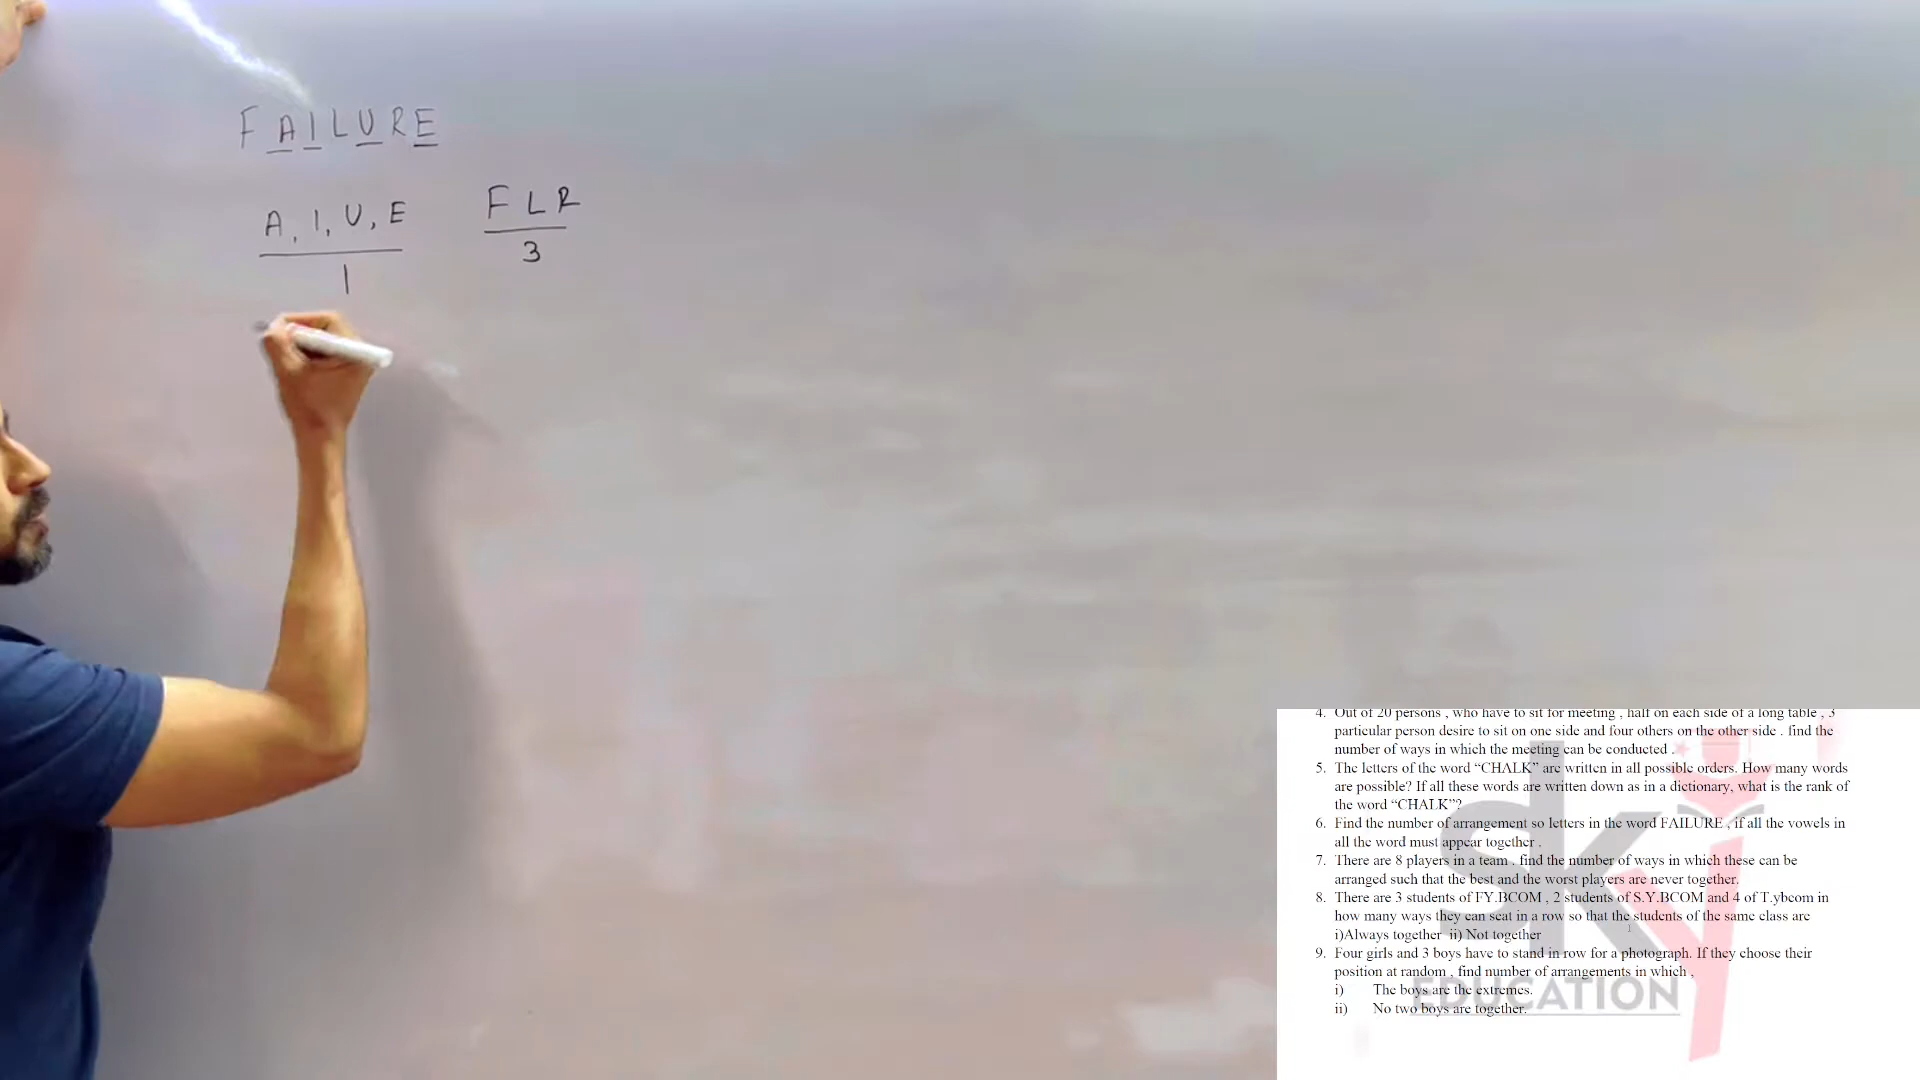 FAILURE
A, I, U, E
F L R
1
3
4. Out of 20 persons , who have to sit for meeting , half on each side of a long table , 3
particular person desire to sit on one side and four others on the other side . find the
number of ways in which the meeting can be conducted .
5. The letters of the word “CHALK” are written in all possible orders. How many words
are possible? If all these words are written down as in a dictionary, what is the rank of
the word “CHALK”?
6. Find the number of arrangement so letters in the word FAILURE , if all the vowels in
all the word must appear together .
7. There are 8 players in a team . find the number of ways in which these can be
arranged such that the best and the worst players are never together.
8. There are 3 students of FY.BCOM , 2 students of S.Y.BCOM and 4 of T.ybcom in
how many ways they can seat in a row so that the students of the same class are
i)Always together ii) Not together
9. Four girls and 3 boys have to stand in row for a photograph. If they choose their
position at random , find number of arrangements in which ,
i) The boys are the extremes.
ii) No two boys are together.
sky
EDUCATION